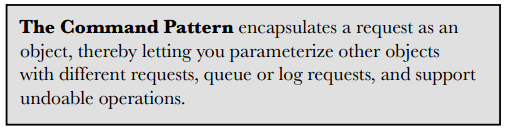 The Command Pattern encapsulates a request as an
object, thereby letting you parameterize other objects
with different requests, queue or log requests, and support
undoable operations.